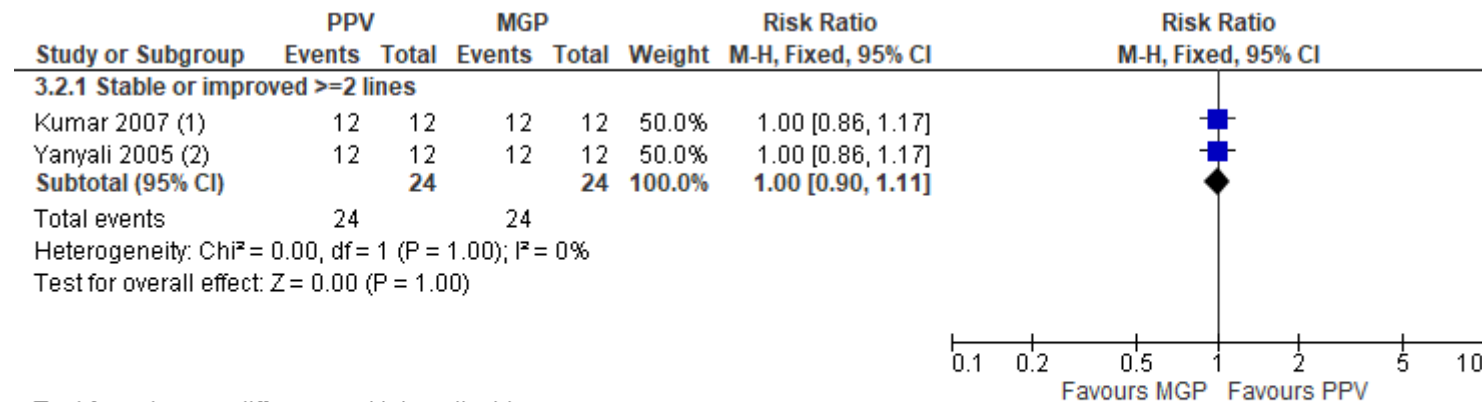 PPV MGP Risk Ratio Risk Ratio
Study or Subgroup Events Total Events Total Weight M-H, Fixed, 95% CI M-H, Fixed, 95% CI
3.2.1 Stable or improved >=2 lines
Kumar 2007 (1) 12 12 12 12 50.0% 1.00 [0.86, 1.17]
Yanyali 2005 (2) 12 12 12 12 50.0% 1.00 [0.86, 1.17]
Subtotal (95% CI) 24 24 100.0% 1.00 [0.90, 1.11]
Total events 24 24
Heterogeneity: Chi² = 0.00, df = 1 (P = 1.00); I² = 0%
Test for overall effect: Z = 0.00 (P = 1.00)
0.1 0.2 0.5 1 2 5 10
Favours MGP Favours PPV